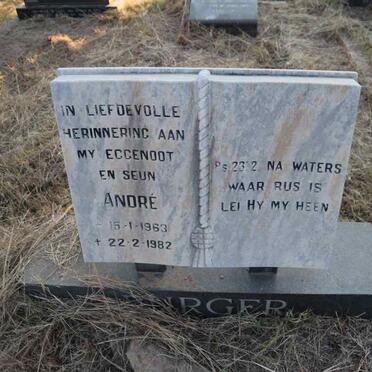 IN LIEFDEVOLLE
HERINNERING AAN
MY EGGENOOT
EN SEUN
ANDRÉ
15-1-1963
+ 22-2-1982
Ps 23:2. NA WATERS
WAAR RUS IS
LEI HY MY HEEN